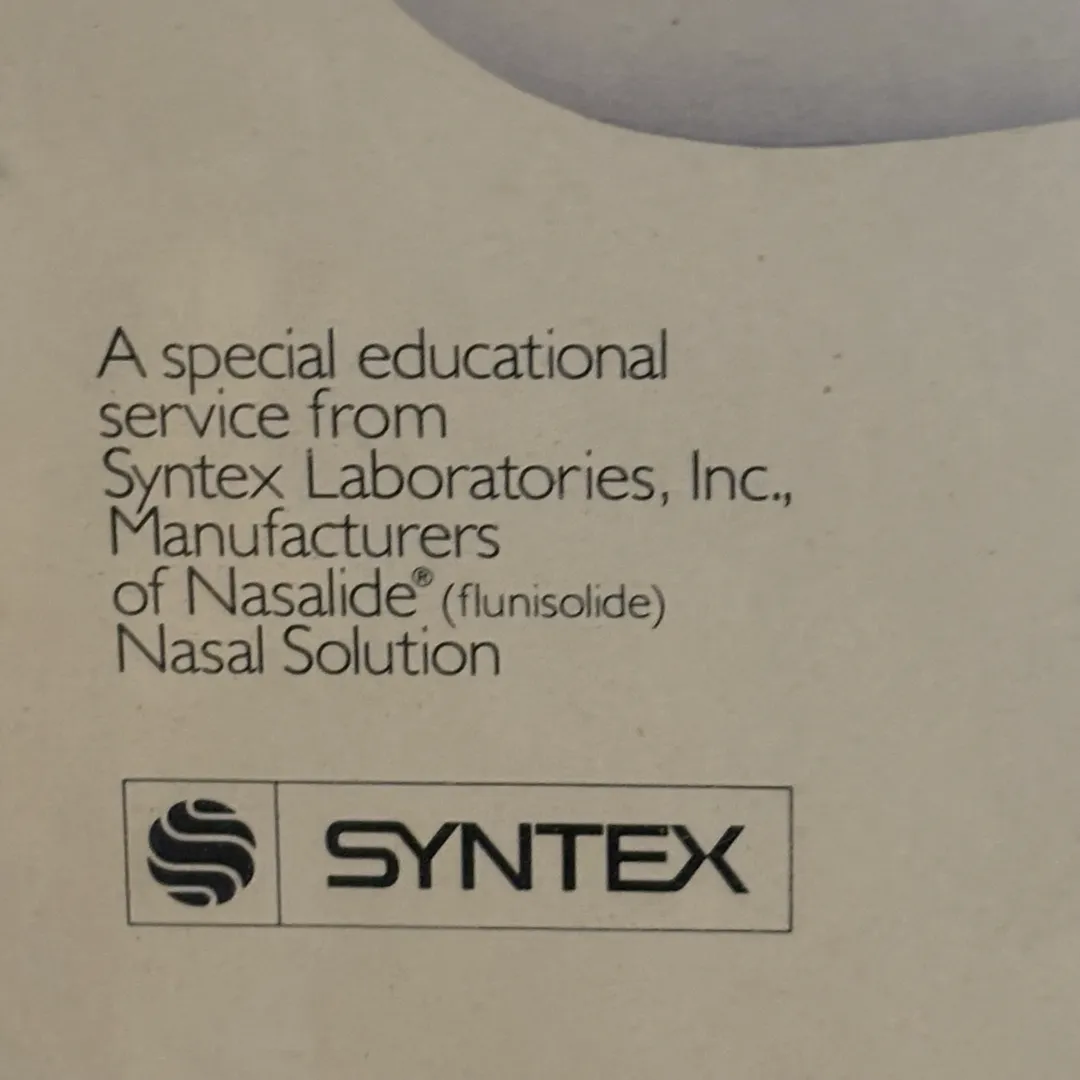 A special educational
service from
Syntex Laboratories, Inc.,
Manufacturers
of Nasalide® (flunisolide)
Nasal Solution
SYNTEX